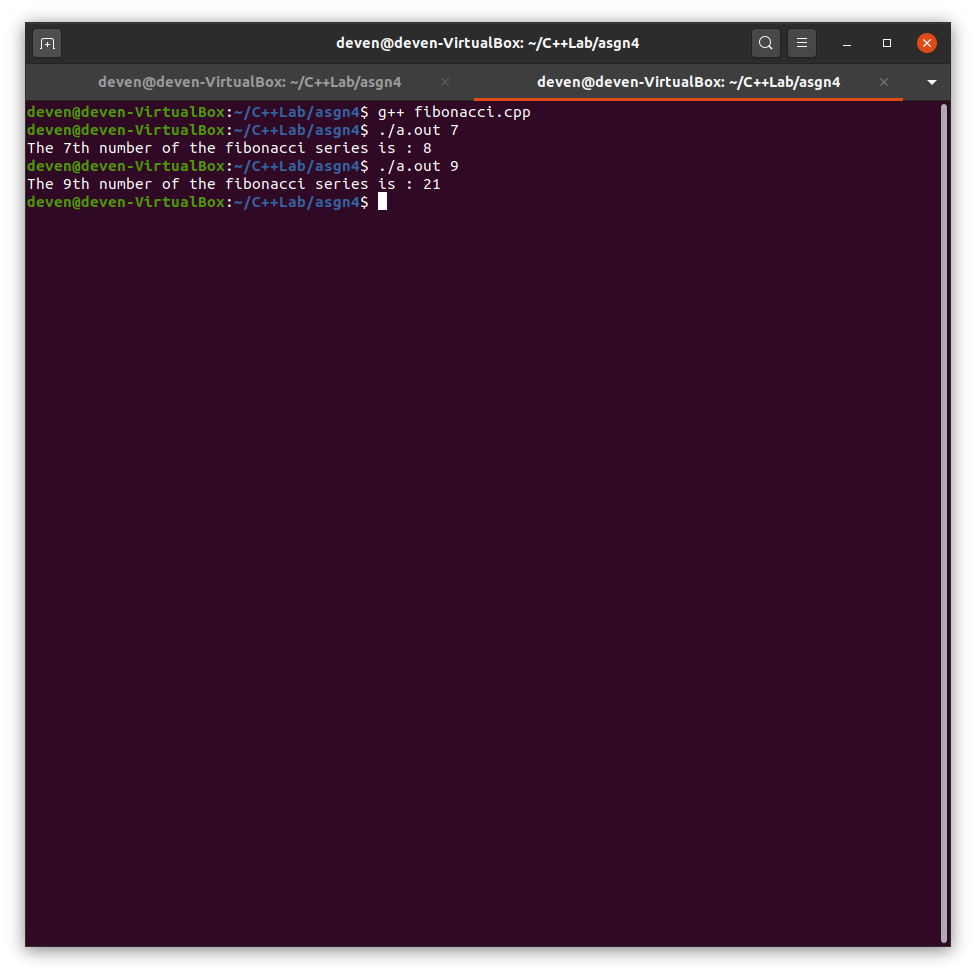 deven@deven-VirtualBox: ~/C++Lab/asgn4
deven@deven-VirtualBox: ~/C++Lab/asgn4
deven@deven-VirtualBox: ~/C++Lab/asgn4
deven@deven-VirtualBox:~/C++Lab/asgn4$ g++ fibonacci.cpp
deven@deven-VirtualBox:~/C++Lab/asgn4$ ./a.out 7
The 7th number of the fibonacci series is : 8
deven@deven-VirtualBox:~/C++Lab/asgn4$ ./a.out 9
The 9th number of the fibonacci series is : 21
deven@deven-VirtualBox:~/C++Lab/asgn4$